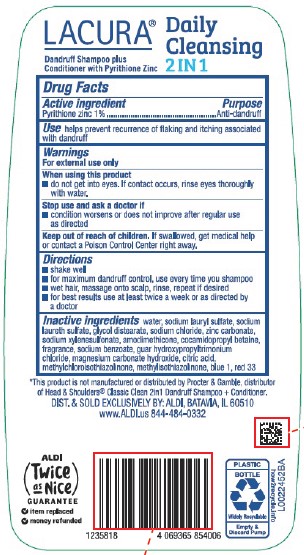 LACURA® Daily
Cleansing
2 IN 1
Dandruff Shampoo plus
Conditioner with Pyrithione Zinc
Drug Facts
Active ingredient Purpose
Pyrithione zinc 1%.......Anti-dandruff
Use helps prevent recurrence of flaking and itching associated
with dandruff
Warnings
For external use only
When using this product
■ do not get into eyes. If contact occurs, rinse eyes thoroughly
with water.
Stop use and ask a doctor if
■ condition worsens or does not improve after regular use
as directed
Keep out of reach of children. If swallowed, get medical help
or contact a Poison Control Center right away.
Directions
■ shake well
■ for maximum dandruff control, use every time you shampoo
■ wet hair, massage onto scalp, rinse, repeat if desired
■ for best results use at least twice a week or as directed by
a doctor
Inactive ingredients water, sodium lauryl sulfate, sodium
laureth sulfate, glycol distearate, sodium chloride, zinc carbonate,
sodium xylenesulfonate, amodimethicone, cocamidopropyl betaine,
fragrance, sodium benzoate, guar hydroxypropyltrimonium
chloride, magnesium carbonate hydroxide, citric acid,
methylchloroisothiazolinone, methylisothiazolinone, blue 1, red 33
*This product is not manufactured or distributed by Procter & Gamble, distributor
of Head & Shoulders® Classic Clean 2in1 Dandruff Shampoo + Conditioner.
DIST. & SOLD EXCLUSIVELY BY: ALDI, BATAVIA, IL 60510
www.ALDI.us 844-484-0332
ALDI
Twice
as Nice
GUARANTEE
item replaced
money refunded
1235818
4 069365 854006
PLASTIC
BOTTLE
Widely Recyclable
Empty &
Discard Pump
how2recycle.info
L0022452BA